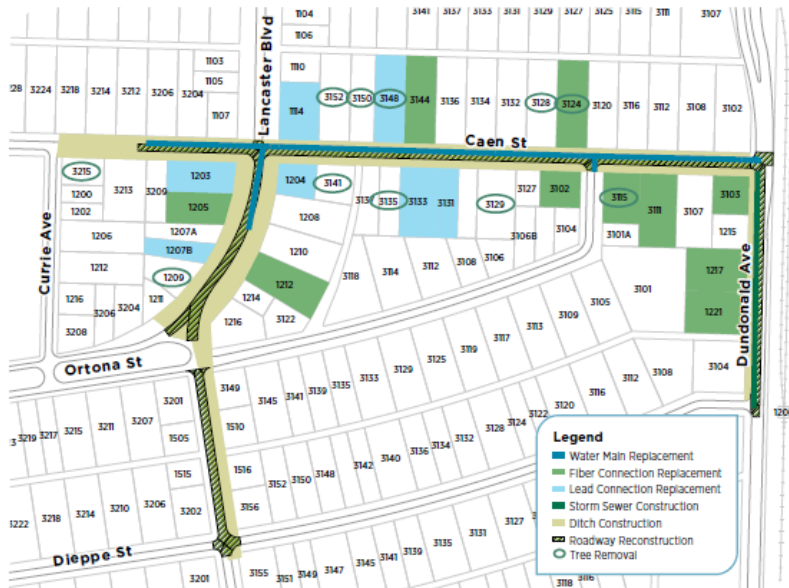 3141 3137 3133 3131 3129 3127 3125 3115 3111 3107
1104
1106
Lancaster Blvd
228 3224 3218 3214 3212 3206 3204
1103
1105
1107
1110
1114
3152 3150 3148 3144 3136 3134 3132 3128 3124 3120 3116 3112 3108 3102
Caen St
3215
1200
1202
3213 3209
1203
1205
1204 3141
3135 3133 3131
3129
3127 3102
3115 3111 3107 3103
1206
1207A
1207B
1208
3106B 3104
3101A
1215
Currie Ave
1212
1209
1210
3118 3114 3112 3108 3106
3101
1217
Dundonald Ave
1216
3208
3206 3204
1211
1212
1214
1216 3122
3105
1221
Ortona St
3149 3145 3141 3139 3135 3133 3129 3125 3119 3117 3113 3109
3104
3219 3217 3215 3211 3207 3201
1505
1510
3116 3112 3108
1222 3218 3214 3210 3206 3202
1515
1516
3156 3152 3150 3148 3142 3140 3136 3134 3132 3128 3124 3122 3120
Dieppe St
3201
3155 3151 3149 3147 3145 3141 3139 3135 3131 3127
3118 3116
Legend
Water Main Replacement
Fiber Connection Replacement
Lead Connection Replacement
Storm Sewer Construction
Ditch Construction
Roadway Reconstruction
Tree Removal